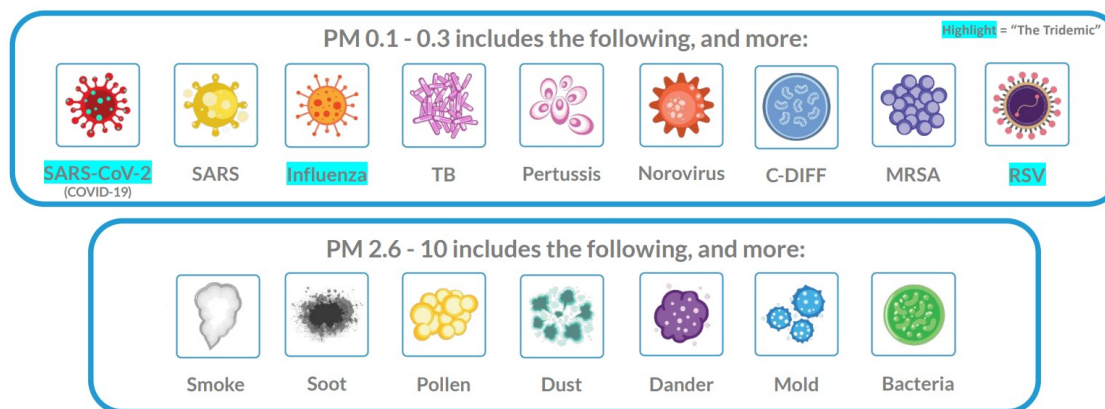 PM 0.1 - 0.3 includes the following, and more:
Highlight = “The Tridemic”
SARS-CoV-2
(COVID-19)
SARS
Influenza
TB
Pertussis
Norovirus
C-DIFF
MRSA
RSV
PM 2.6 - 10 includes the following, and more:
Smoke
Soot
Pollen
Dust
Dander
Mold
Bacteria